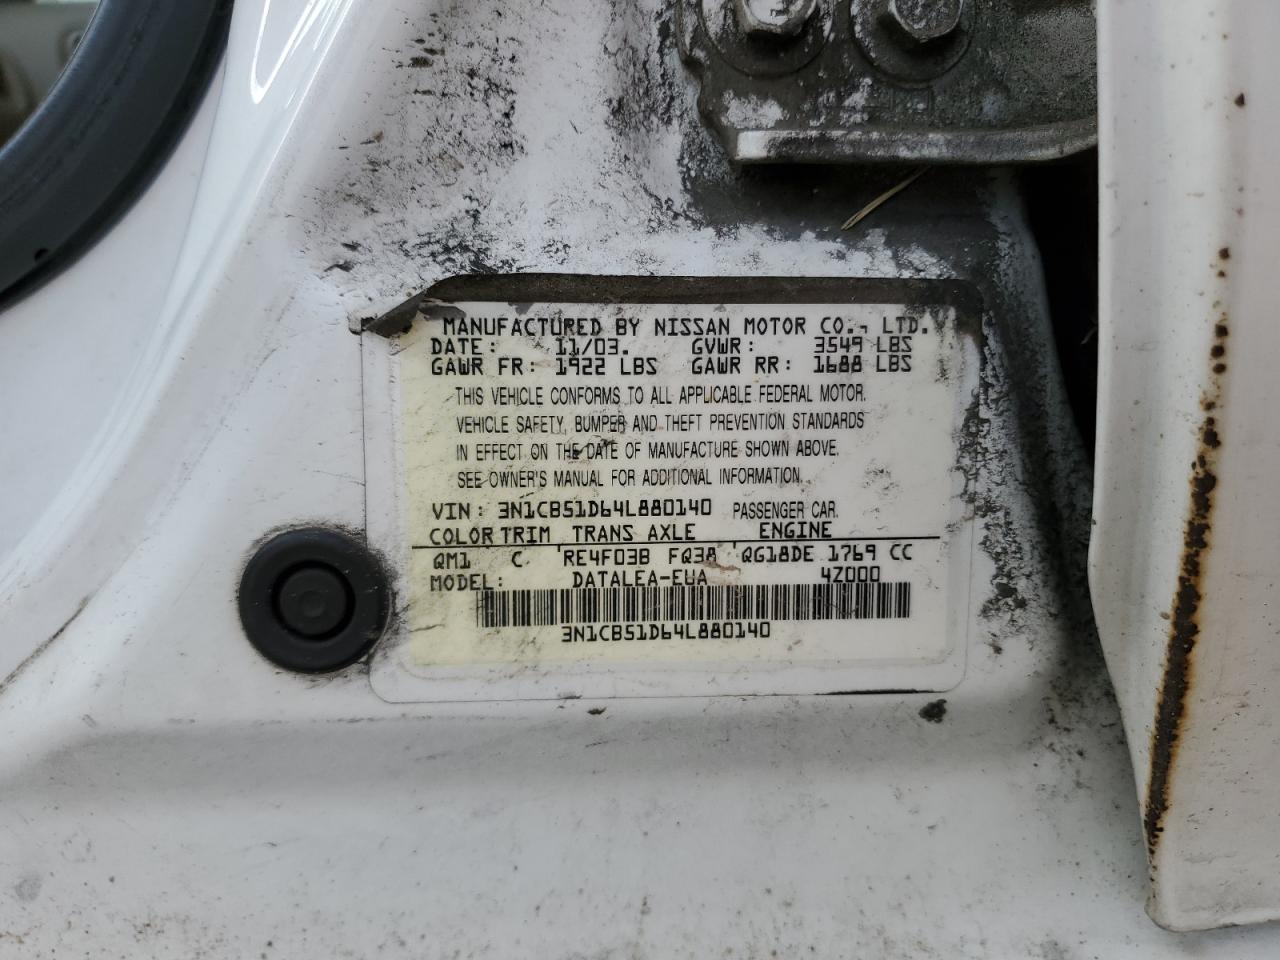 MANUFACTURED BY NISSAN MOTOR CO., LTD.
DATE: 11/03. GVWR: 3549 LBS
GAWR FR: 1922 LBS GAWR RR: 1688 LBS
THIS VEHICLE CONFORMS TO ALL APPLICABLE FEDERAL MOTOR.
VEHICLE SAFETY, BUMPER AND THEFT PREVENTION STANDARDS
IN EFFECT ON THE DATE OF MANUFACTURE SHOWN ABOVE.
SEE OWNER'S MANUAL FOR ADDITIONAL INFORMATION.
VIN: 3N1CB51D64L880140 PASSENGER CAR.
COLOR TRIM TRANS AXLE ENGINE
QM1 C RE4F03B FQ38 QG18DE 1769 CC
MODEL: DATALEA-EUA 4Z000
3N1CB51D64L880140